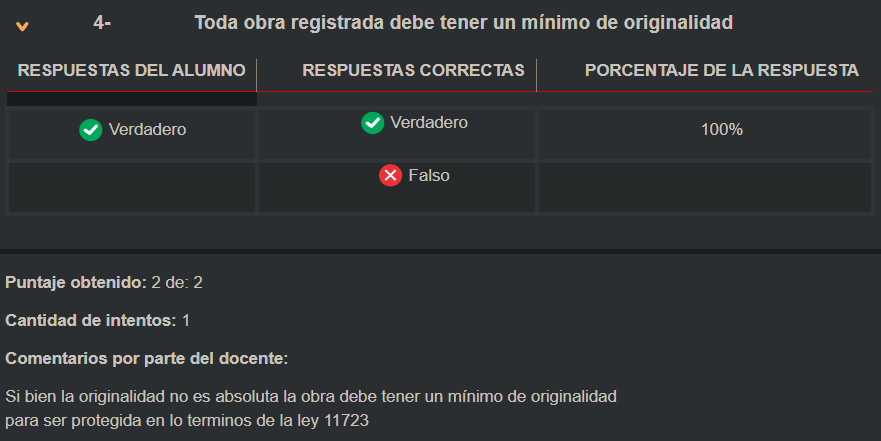 4- Toda obra registrada debe tener un mínimo de originalidad
RESPUESTAS DEL ALUMNO RESPUESTAS CORRECTAS PORCENTAJE DE LA RESPUESTA
Verdadero Verdadero 100%
Falso
Puntaje obtenido: 2 de: 2
Cantidad de intentos: 1
Comentarios por parte del docente:
Si bien la originalidad no es absoluta la obra debe tener un mínimo de originalidad
para ser protegida en lo terminos de la ley 11723